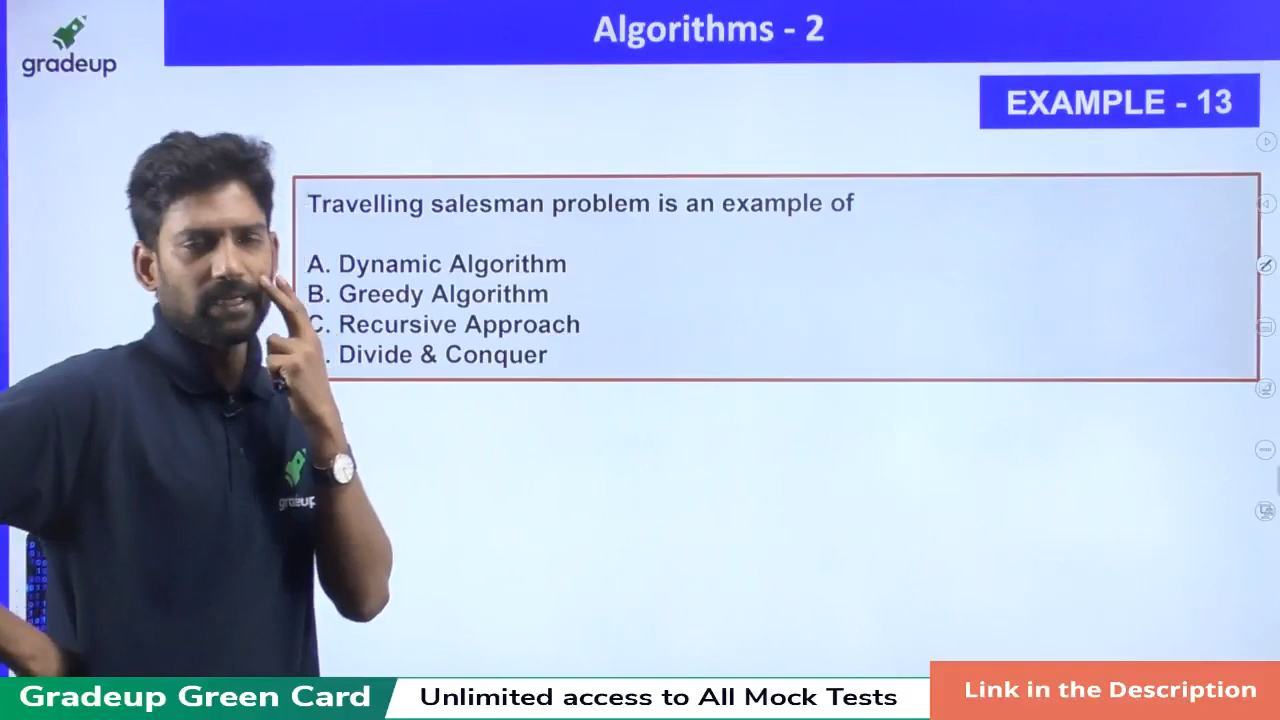 Algorithms - 2
gradeup
EXAMPLE - 13
Travelling salesman problem is an example of
A. Dynamic Algorithm
B. Greedy Algorithm
C. Recursive Approach
. Divide & Conquer
gradeup
Gradeup Green Card
Unlimited access to All Mock Tests
Link in the Description